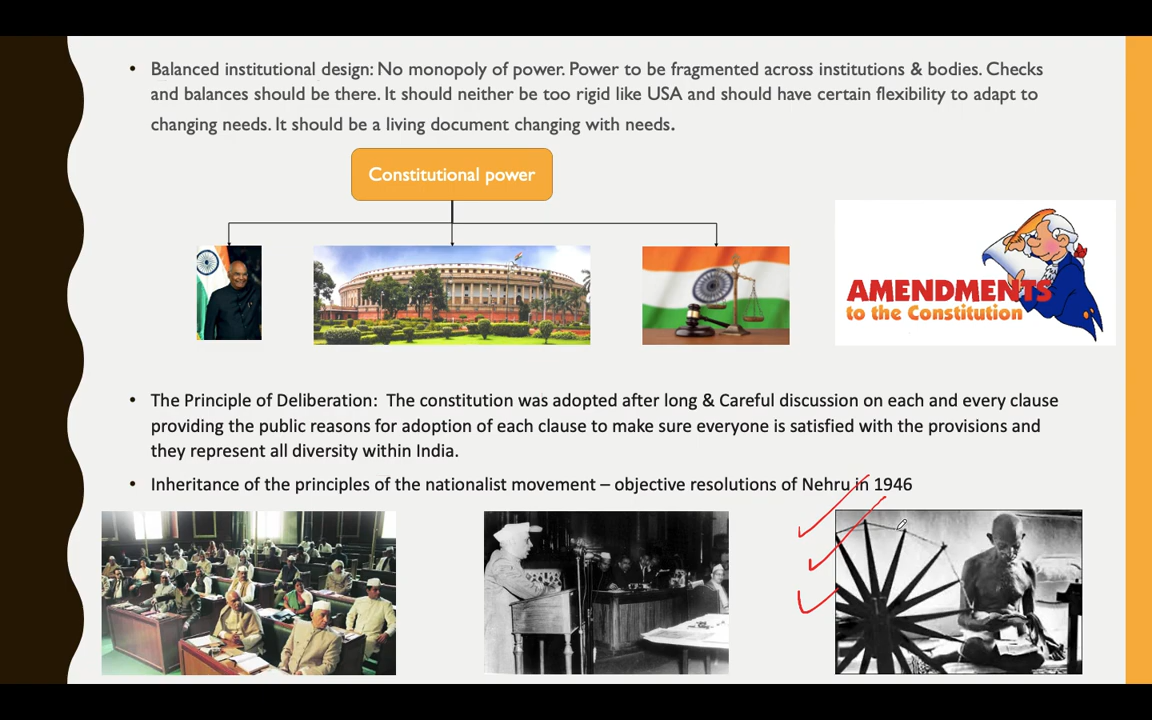 Balanced institutional design: No monopoly of power. Power to be fragmented across institutions & bodies. Checks
and balances should be there. It should neither be too rigid like USA and should have certain flexibility to adapt to
changing needs. It should be a living document changing with needs.
Constitutional power
AMENDMENTS
to the Constitution
The Principle of Deliberation: The constitution was adopted after long & Careful discussion on each and every clause
providing the public reasons for adoption of each clause to make sure everyone is satisfied with the provisions and
they represent all diversity within India.
Inheritance of the principles of the nationalist movement – objective resolutions of Nehru in 1946